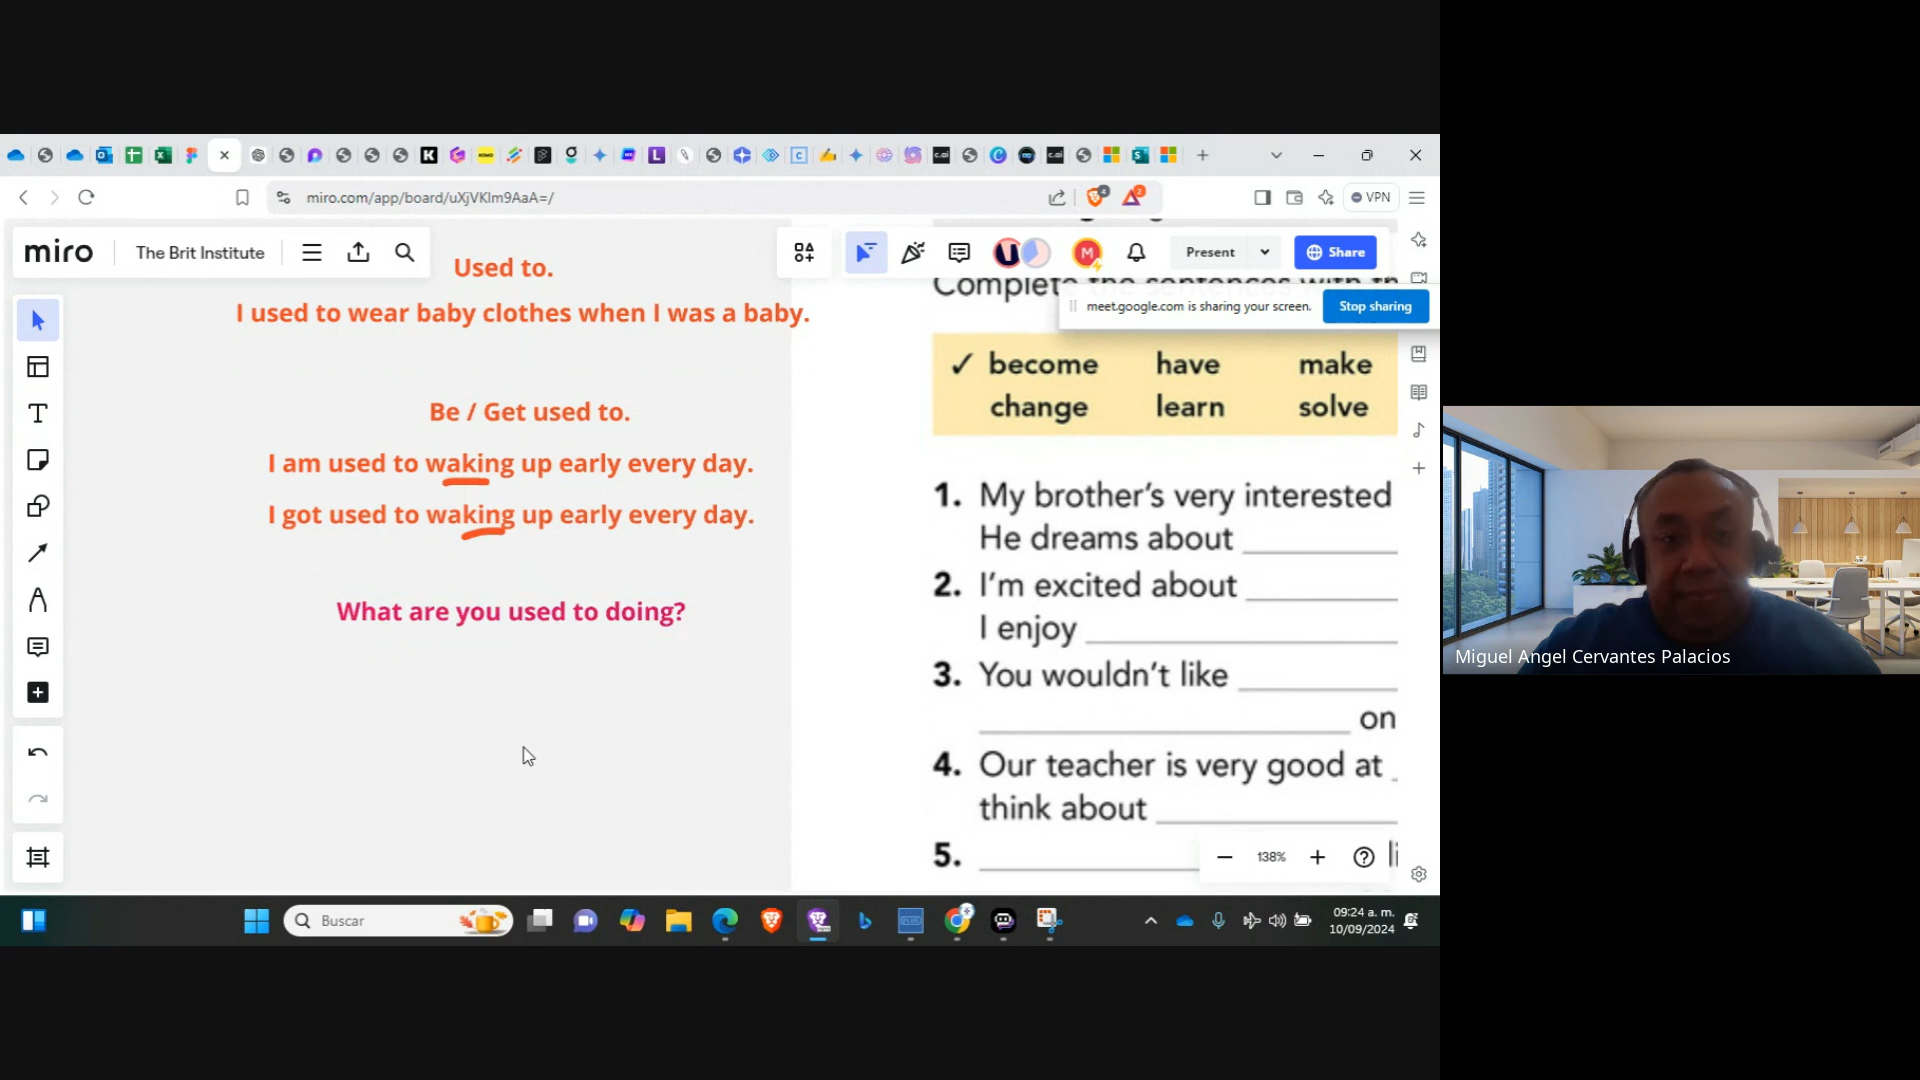 miro.com/app/board/uXjVKlm9AaA=/
VPN
miro
The Brit Institute
Present
Share
meet.google.com is sharing your screen.
Stop sharing
Used to.
I used to wear baby clothes when I was a baby.
Be / Get used to.
I am used to waking up early every day.
I got used to waking up early every day.
What are you used to doing?
✓ become have make
change learn solve
1. My brother's very interested
He dreams about
2. I'm excited about
I enjoy
3. You wouldn't like
on
4. Our teacher is very good at
think about
5.
138%
Buscar
09:24 a. m.
10/09/2024
Miguel Angel Cervantes Palacios